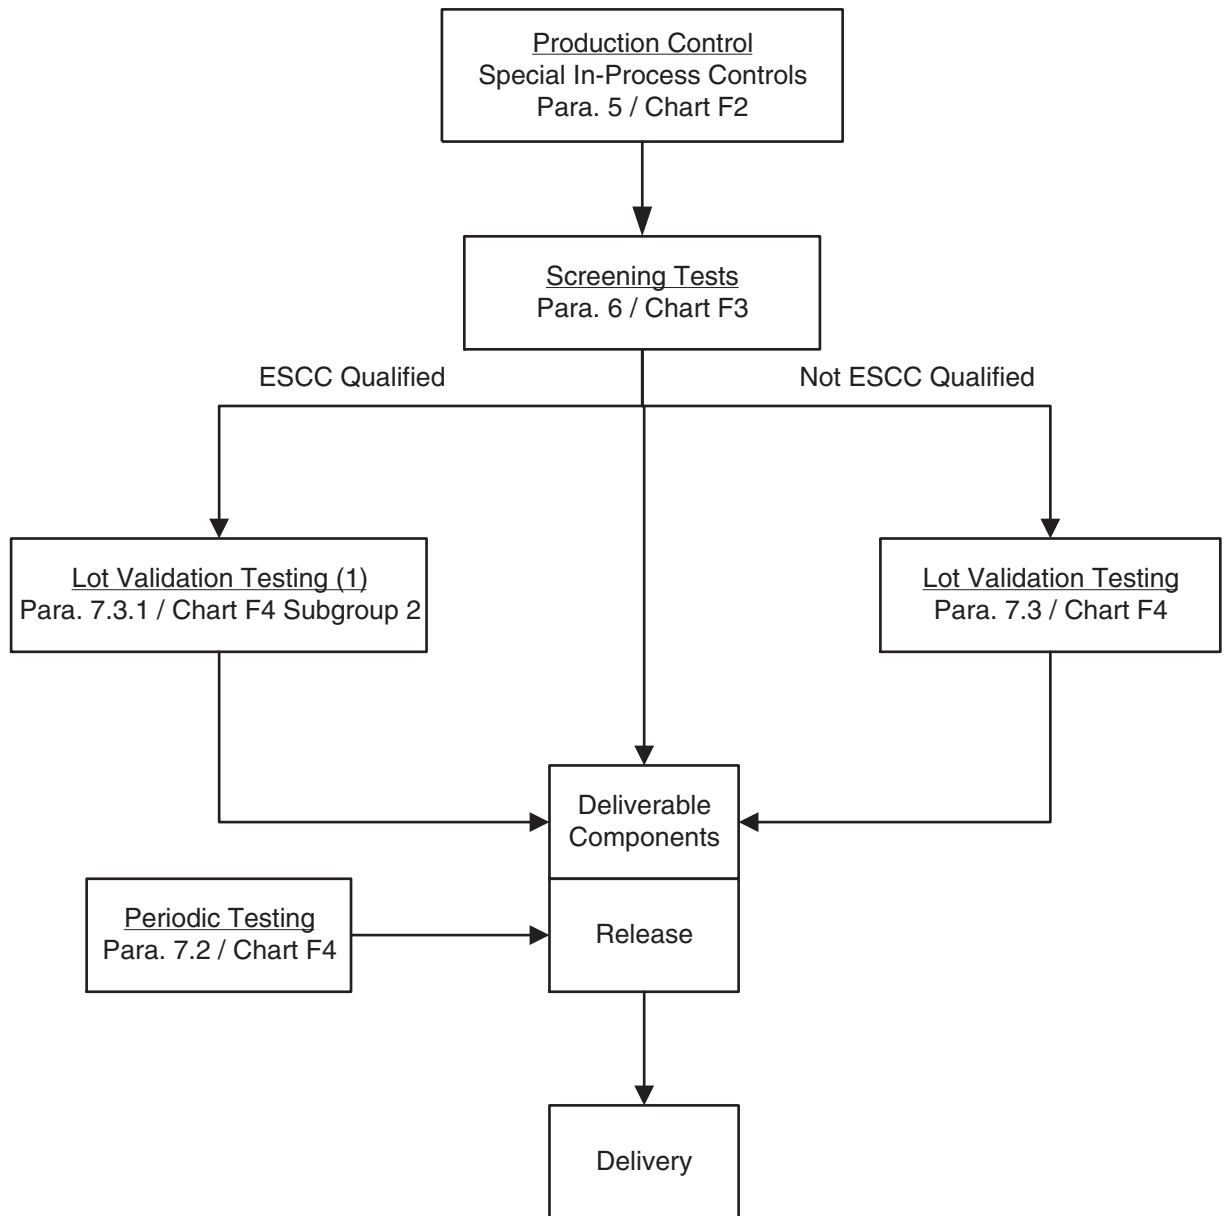 Production Control
Special In-Process Controls
Para. 5 / Chart F2
Screening Tests
Para. 6 / Chart F3
ESCC Qualified
Not ESCC Qualified
Lot Validation Testing (1)
Para. 7.3.1 / Chart F4 Subgroup 2
Lot Validation Testing
Para. 7.3 / Chart F4
Deliverable
Components
Periodic Testing
Para. 7.2 / Chart F4
Release
Delivery